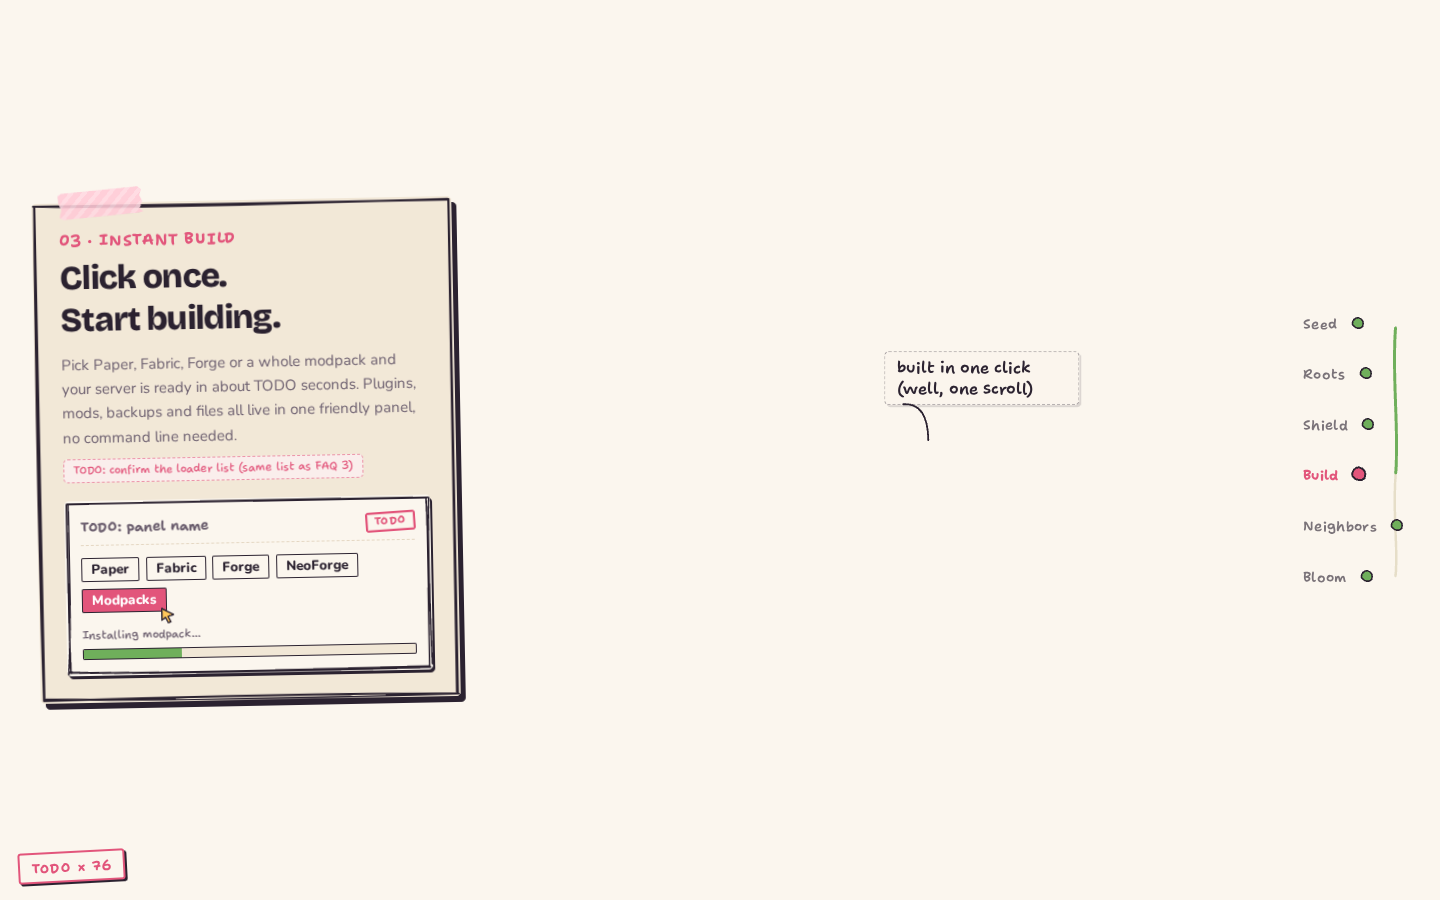 03 · INSTANT BUILD
Click once.
Start building.
Pick Paper, Fabric, Forge or a whole modpack and
your server is ready in about TODO seconds. Plugins,
mods, backups and files all live in one friendly panel,
no command line needed.
TODO: confirm the loader list (same list as FAQ 3)
TODO: panel name
TODO
Paper
Fabric
Forge
NeoForge
Modpacks
Installing modpack...
built in one click
(well, one scroll)
Seed
Roots
Shield
Build
Neighbors
Bloom
TODO x 76